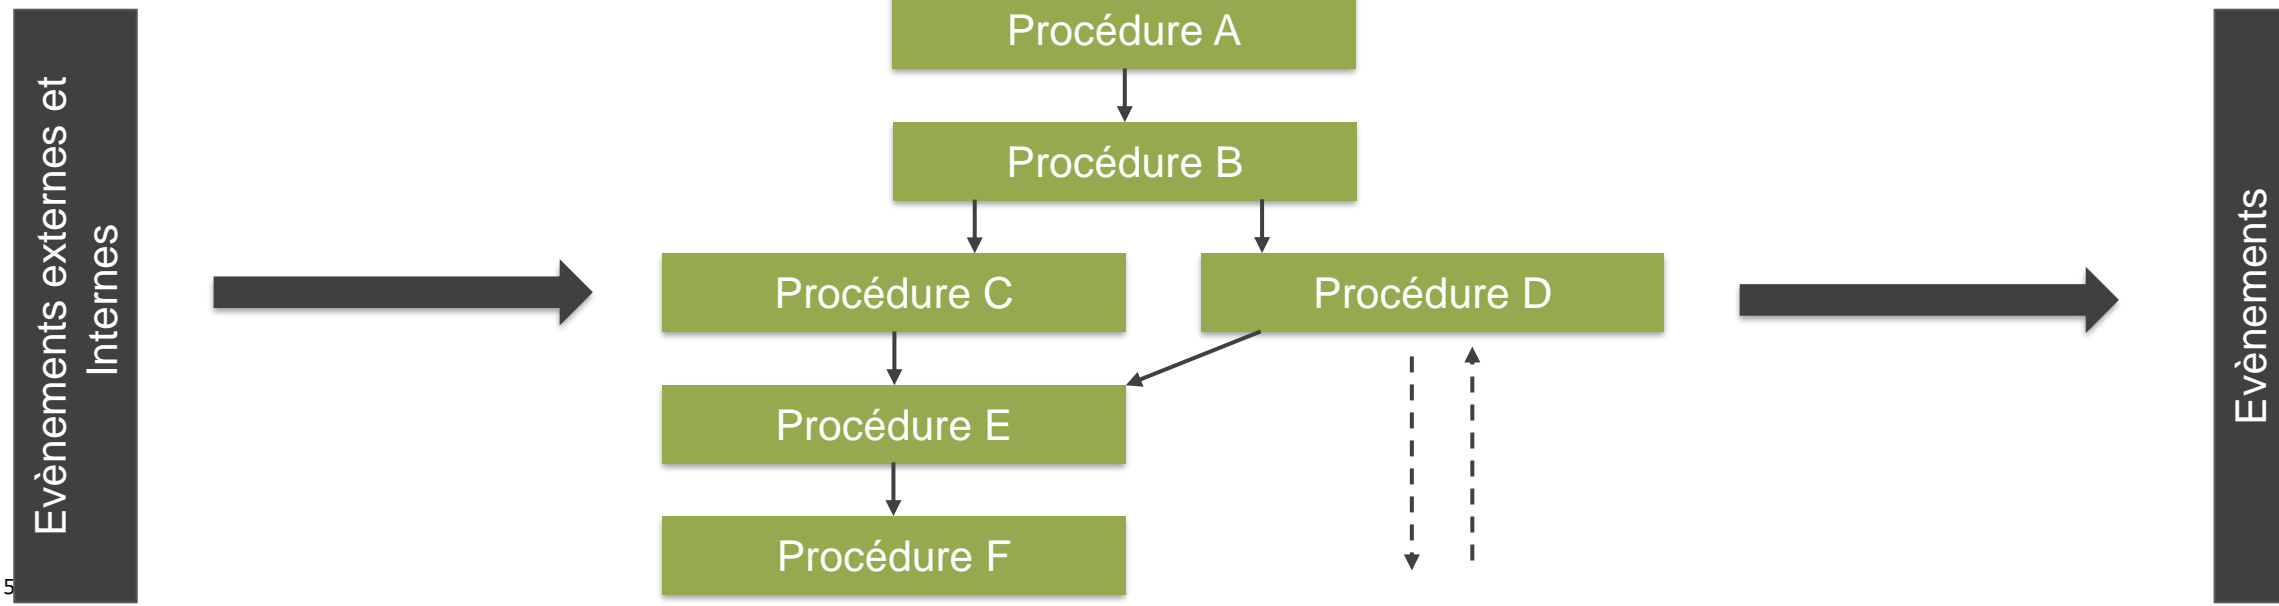 Evènements externes et
Internes
Procédure A
Procédure B
Procédure C
Procédure D
Procédure E
Procédure F
Evènements
5